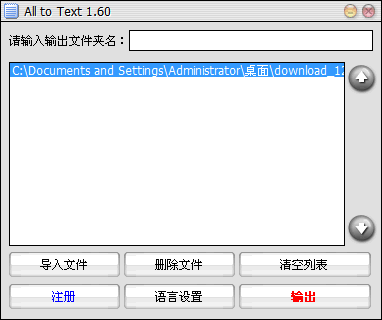 All to Text 1.60
请输入输出文件夹名：
C:\Documents and Settings\Administrator\桌面\download_12
导入文件 删除文件 清空列表
注册 语言设置 输出